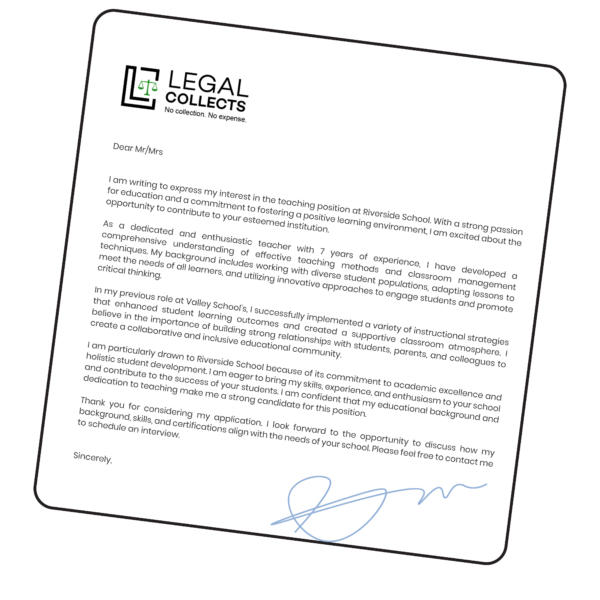 LEGAL
COLLECTS
No collection. No expense.
Dear Mr/Mrs
I am writing to express my interest in the teaching position at Riverside School. With a strong passion
for education and a commitment to fostering a positive learning environment, I am excited about the
opportunity to contribute to your esteemed institution.
As a dedicated and enthusiastic teacher with 7 years of experience, I have developed a
comprehensive understanding of effective teaching methods and classroom management
techniques. My background includes working with diverse student populations, adapting lessons to
meet the needs of all learners, and utilizing innovative approaches to engage students and promote
critical thinking.
In my previous role at Valley School's, I successfully implemented a variety of instructional strategies
that enhanced student learning outcomes and created a supportive classroom atmosphere. I
believe in the importance of building strong relationships with students, parents, and colleagues to
create a collaborative and inclusive educational community.
I am particularly drawn to Riverside School because of its commitment to academic excellence and
holistic student development. I am eager to bring my skills, experience, and enthusiasm to your school
and contribute to the success of your students. I am confident that my educational background and
dedication to teaching make me a strong candidate for this position.
Thank you for considering my application. I look forward to the opportunity to discuss how my
background, skills, and certifications align with the needs of your school. Please feel free to contact me
to schedule an interview.
Sincerely,